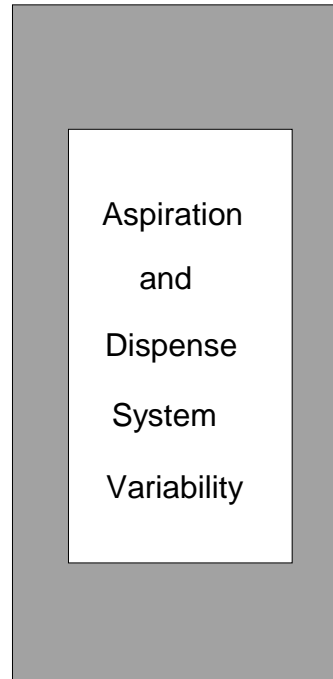 Aspiration
and
Dispense
System
Variability